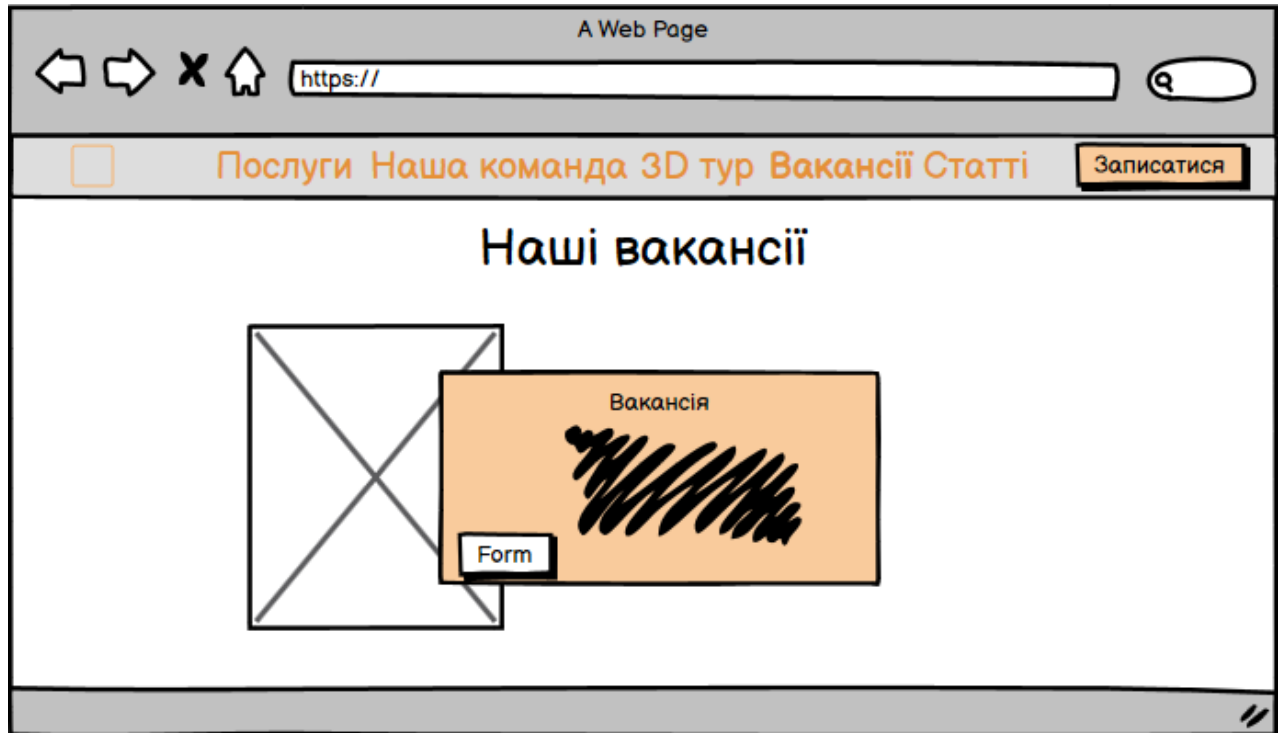 A Web Page
https://
Послуги Наша команда 3D тур Вакансії Статті Записатися
Наші вакансії
Вакансія
Form